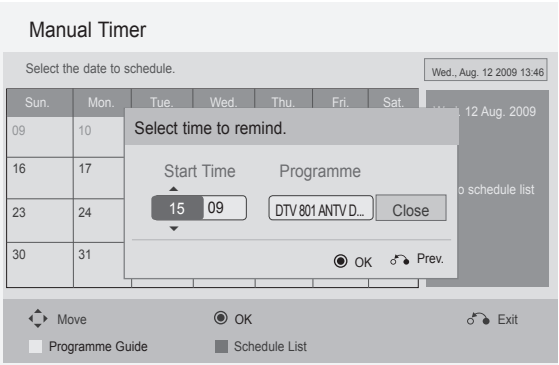 Manual Timer
Select the date to schedule.
Wed., Aug. 12 2009 13:46
Sun. Mon. Tue. Wed. Thu. Fri. Sat.
12 Aug. 2009
09 10
Select time to remind.
16 17
Start Time Programme
schedule list
15 09 DTV 801 ANTV D... Close
23 24
30 31
OK Prev.
Move OK Exit
Programme Guide Schedule List